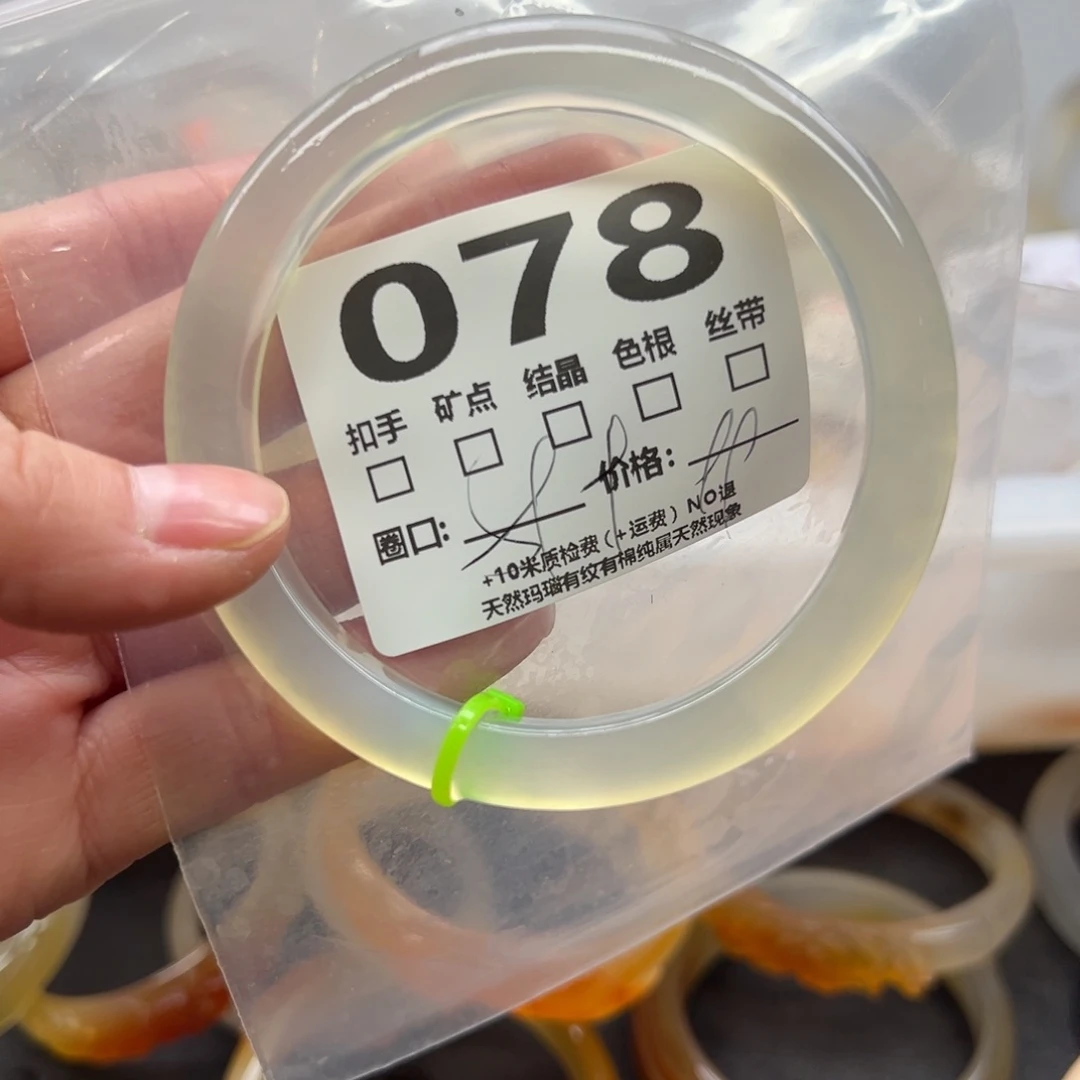 078
扣手 矿点 结晶 色根 丝带
圈口: 价格:
+10米质检费(+运费)NO退
天然玛瑙有纹有棉纯属天然现象